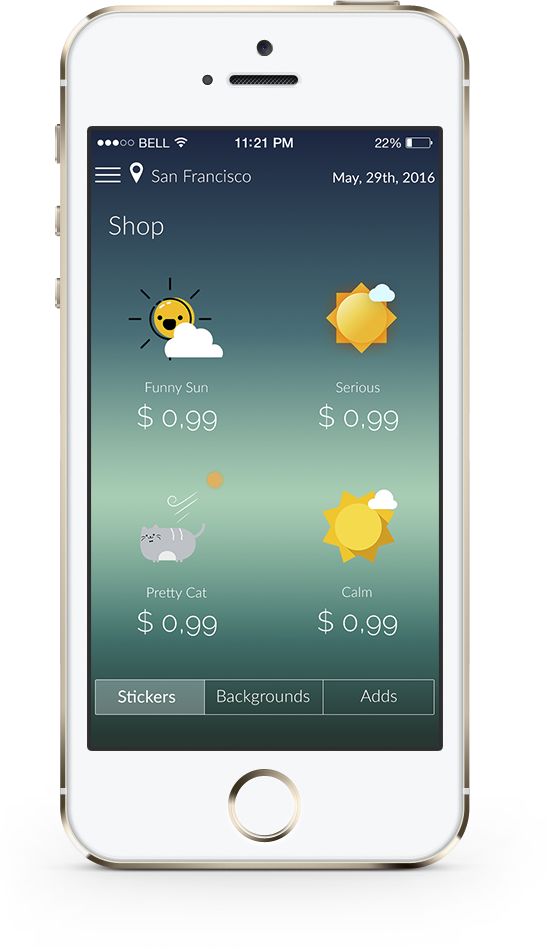 BELL 11:21 PM 22%
San Francisco May, 29th, 2016
Shop
Funny Sun Serious
$ 0,99 $ 0,99
Pretty Cat Calm
$ 0,99 $ 0,99
Stickers Backgrounds Adds